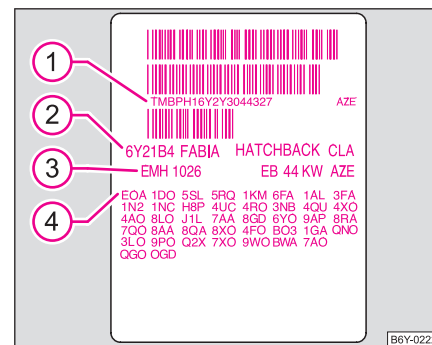 1
TMBPH16Y2Y3044327 AZE
2
6Y21B4 FABIA HATCHBACK CLA
3
EMH 1026 EB 44 KW AZE
4
EOA 1DO 5SL 5RQ 1KM 6FA 1AL 3FA
1N2 1NC H8P 4UC 4RO 3NB 4QU 4XO
4AO 8LO J1L 7AA 8GD 6YO 9AP 8RA
7QO 8AA 8QA 8XO 4FO BO3 1GA QNO
3LO 9PO Q2X 7XO 9WO BWA 7AO
QGO OGD